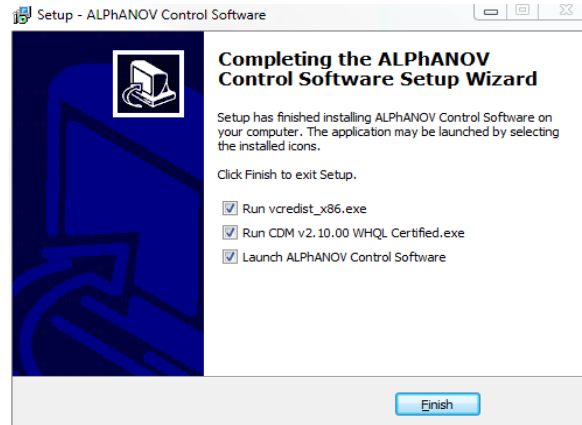 Setup - ALPhANOV Control Software
Completing the ALPhANOV
Control Software Setup Wizard
Setup has finished installing ALPhANOV Control Software on
your computer. The application may be launched by selecting
the installed icons.
Click Finish to exit Setup.
Run vcredist_x86.exe
Run CDM v2.10.00 WHQL Certified.exe
Launch ALPhANOV Control Software
Finish